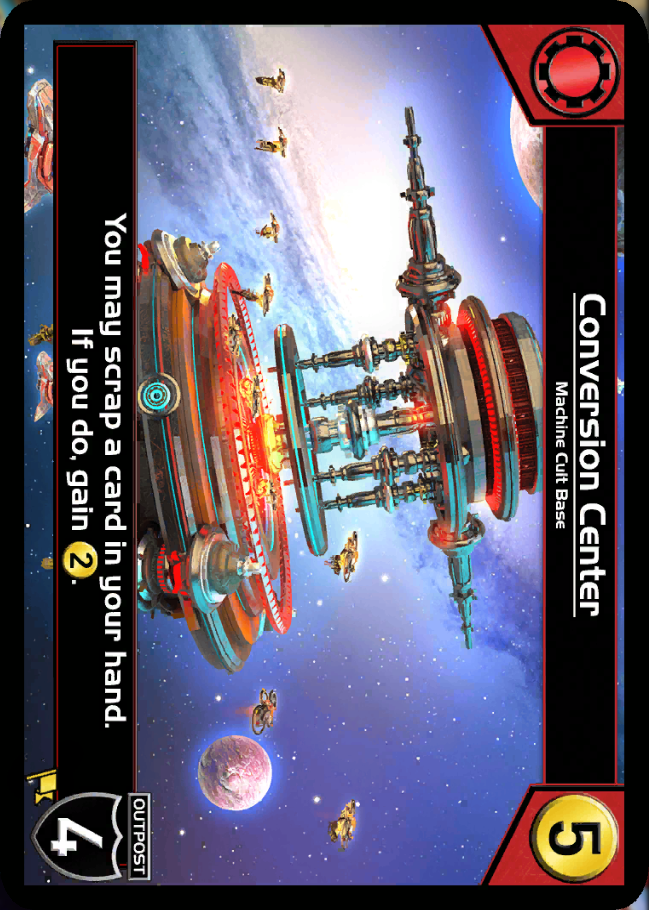 Conversion Center
Machine Cult Base
5
You may scrap a card in your hand.
If you do, gain 2.
OUTPOST
4